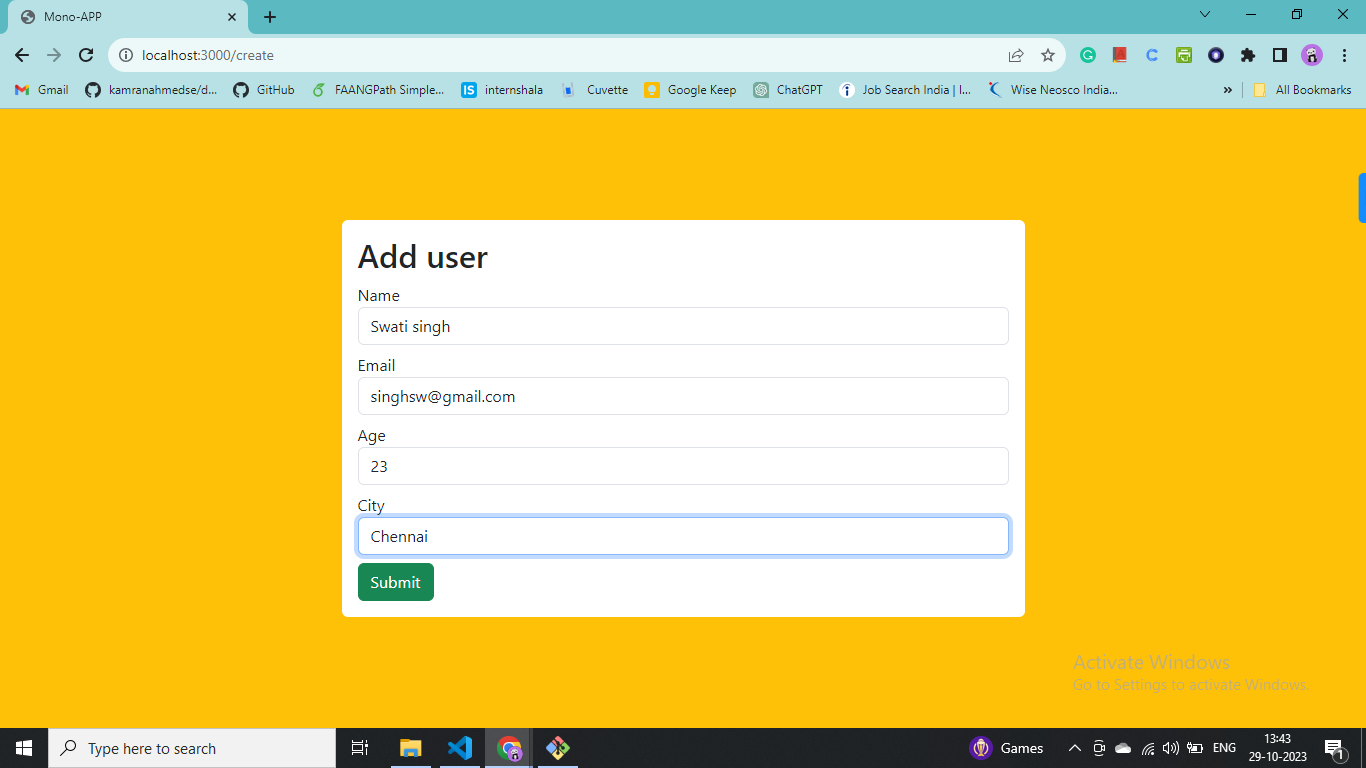 Mono-APP
localhost:3000/create
Gmail kamranahmedse/d... GitHub FAANGPath Simple... internshala Cuvette Google Keep ChatGPT Job Search India | I... Wise Neosco India... » All Bookmarks
Add user
Name
Swati singh
Email
singhsw@gmail.com
Age
23
City
Chennai
Submit
Activate Windows
Go to Settings to activate Windows.
Type here to search
Games
ENG
13:43
29-10-2023
1